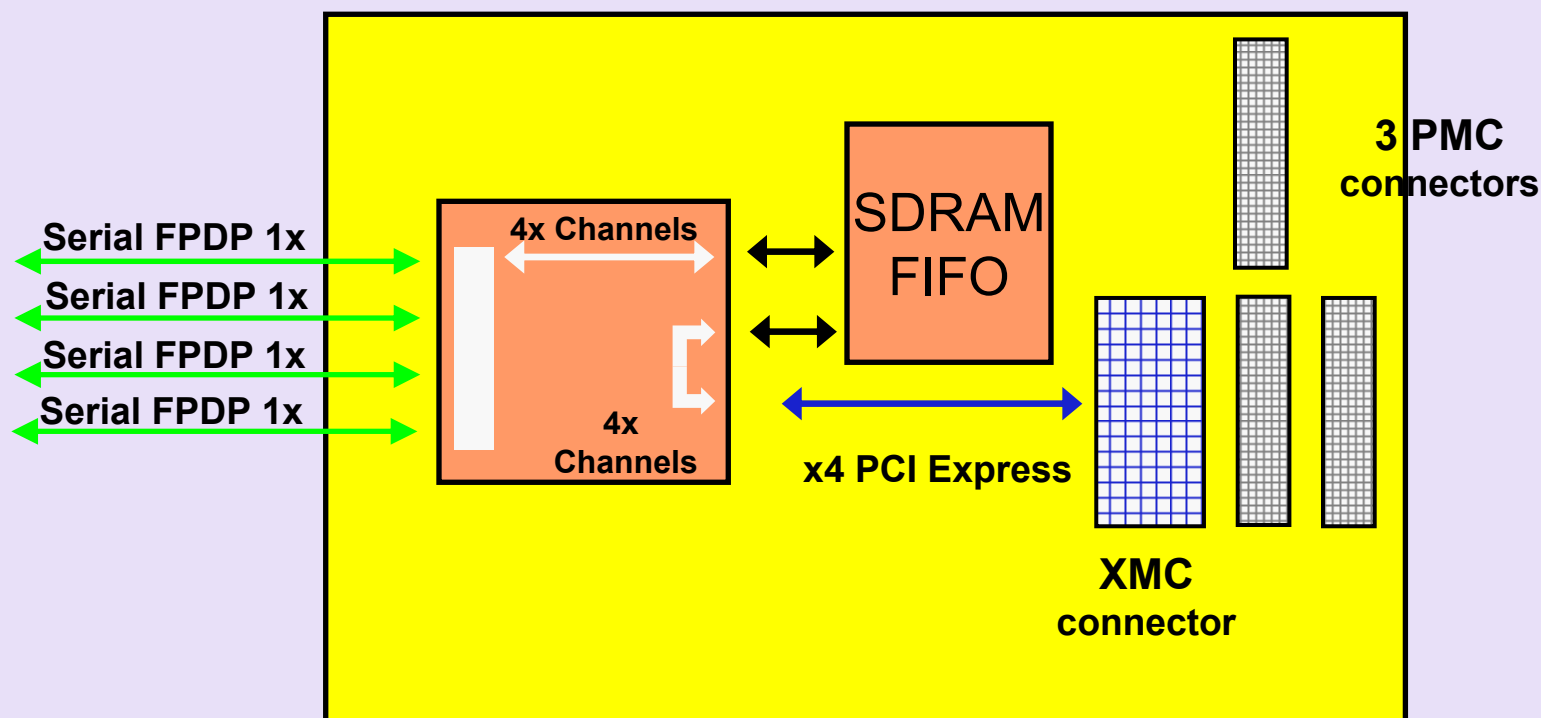 3 PMC
connectors
Serial FPDP 1x
Serial FPDP 1x
Serial FPDP 1x
Serial FPDP 1x
4x Channels
4x
Channels
SDRAM
FIFO
x4 PCI Express
XMC
connector